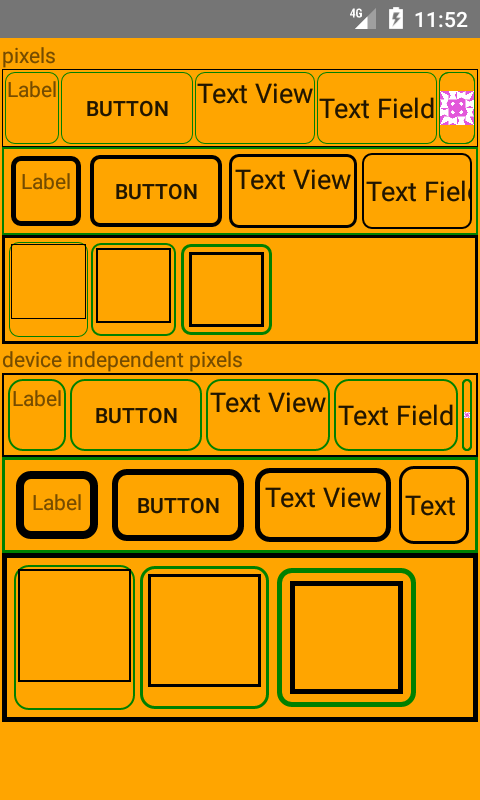 4G 11:52
pixels
Label BUTTON Text View Text Field
Label BUTTON Text View Text Field
device independent pixels
Label BUTTON Text View Text Field
Label BUTTON Text View Text